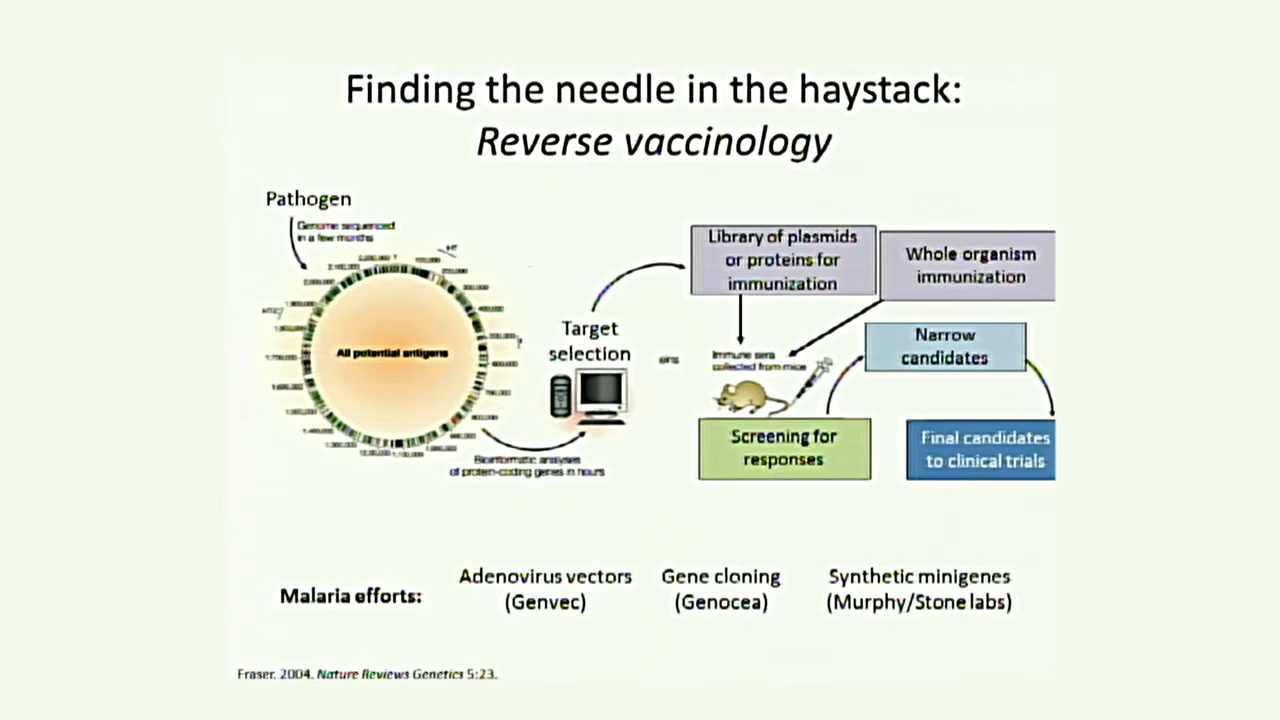 Finding the needle in the haystack:
Reverse vaccinology
Pathogen
Genome sequenced
in a few months
All potential antigens
Bioinformatic analyses
of protein-coding genes in hours
Target
selection
Library of plasmids
or proteins for
immunization
Whole organism
immunization
Immune sera
collected from mice
Screening for
responses
Narrow
candidates
Final candidates
to clinical trials
Malaria efforts:
Adenovirus vectors
(Genvec)
Gene cloning
(Genocea)
Synthetic minigenes
(Murphy/Stone labs)
Fraser. 2004. Nature Reviews Genetics 5:23.